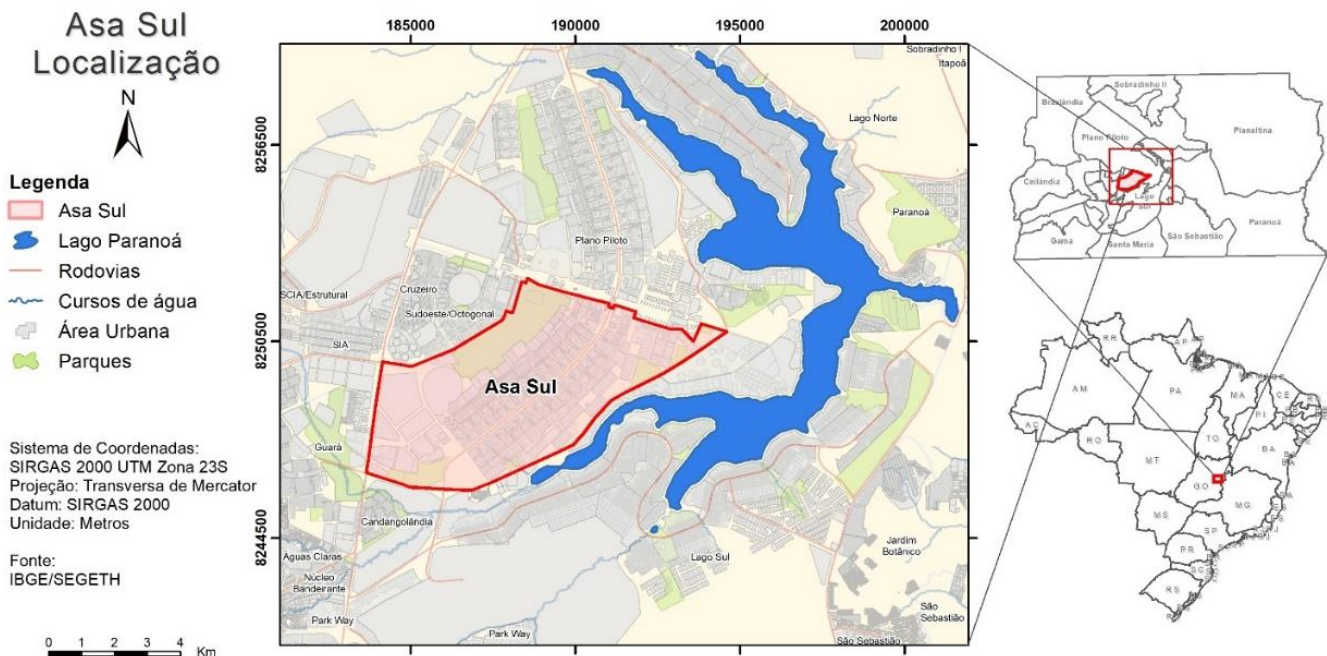 Asa Sul
Localização
N
Legenda
Asa Sul
Lago Paranoá
Rodovias
Cursos de água
Área Urbana
Parques
Sistema de Coordenadas:
SIRGAS 2000 UTM Zona 23S
Projeção: Transversa de Mercator
Datum: SIRGAS 2000
Unidade: Metros
Fonte:
IBGE/SEGETH
0 1 2 3 4 Km
185000 190000 195000 200000
8256500
8250500
8244500
Sobradinho I
Itapoã
Lago Norte
Paranoá
Plano Piloto
SCIA/Estrutural
Cruzeiro
Sudoeste/Octogonal
SIA
Asa Sul
Guará
Candangolândia
Águas Claras
Núcleo
Bandeirante
Park Way
Park Way
Lago Sul
Jardim
Botânico
São
Sebastião
São Sebastião
Sobradinho II
Brazlândia
Planaltina
Plano Piloto
Ceilândia
Lago
Sul
Paranoá
São Sebastião
Gama
Santa Maria
RR
AP
AM
PA
MA
CE
PI
AC
RO
TO
BA
MT
GO
MG
MS
SP
PR
SC
RS